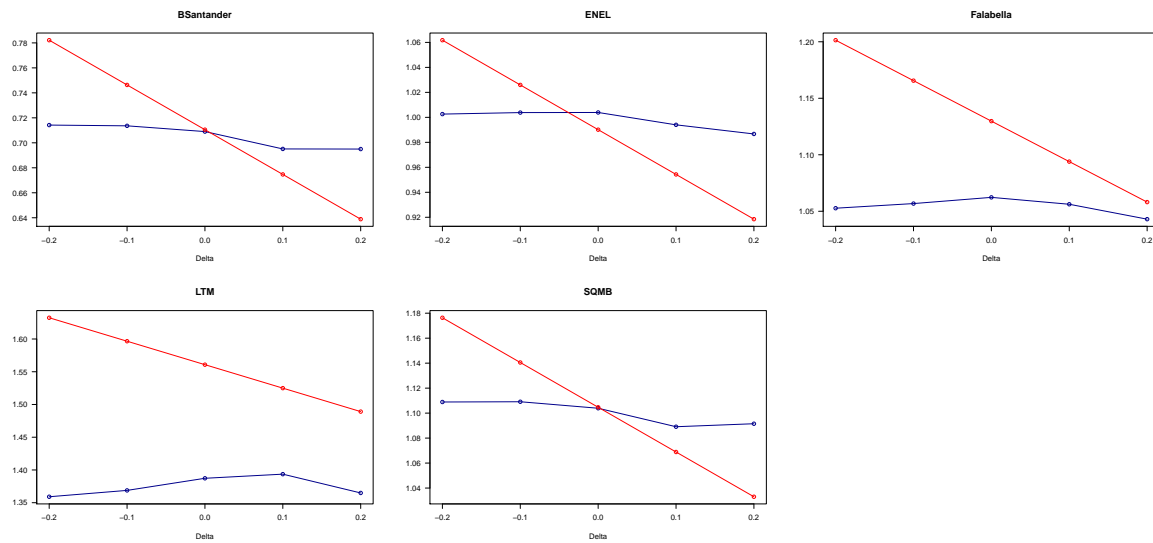 BSantander
0.78
0.76
0.74
0.72
0.70
0.68
0.66
0.64
−0.2 −0.1 0.0 0.1 0.2
Delta
ENEL
1.06
1.04
1.02
1.00
0.98
0.96
0.94
0.92
−0.2 −0.1 0.0 0.1 0.2
Delta
Falabella
1.20
1.15
1.10
1.05
−0.2 −0.1 0.0 0.1 0.2
Delta
LTM
1.60
1.55
1.50
1.45
1.40
1.35
−0.2 −0.1 0.0 0.1 0.2
Delta
SQMB
1.18
1.16
1.14
1.12
1.10
1.08
1.06
1.04
−0.2 −0.1 0.0 0.1 0.2
Delta